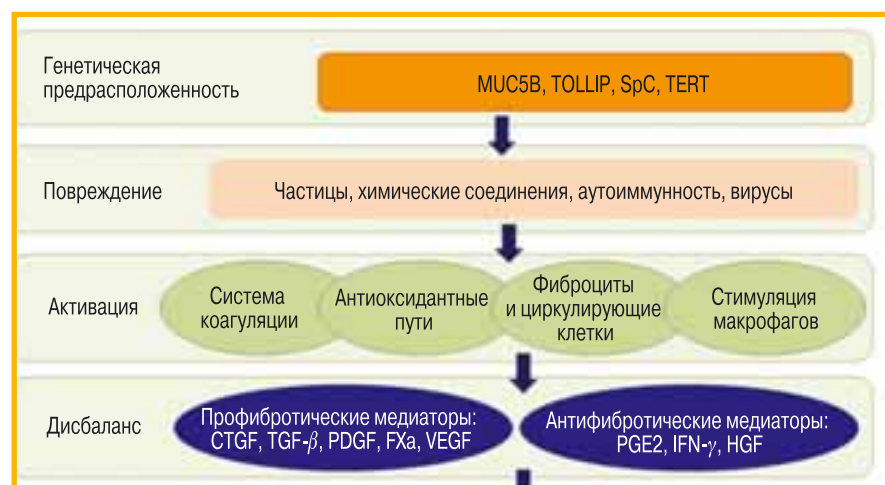 Генетическая
предрасположенность
MUC5B, TOLLIP, SpC, TERT
Повреждение
Частицы, химические соединения, аутоиммунность, вирусы
Активация
Система
коагуляции
Антиоксидантные
пути
Фиброциты
и циркулирующие
клетки
Стимуляция
макрофагов
Дисбаланс
Профибротические медиаторы:
CTGF, TGF-β, PDGF, FXa, VEGF
Антифибротические медиаторы:
PGE2, IFN-γ, HGF